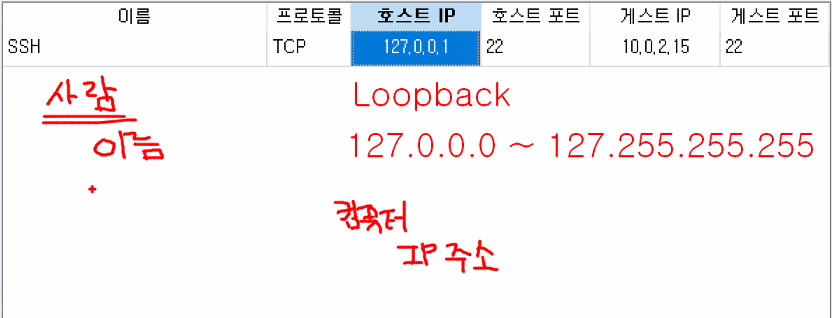 이름 프로토콜 호스트 IP 호스트 포트 게스트 IP 게스트 포트
SSH TCP 127,0,0,1 22 10,0,2,15 22
사람
이름
Loopback
127.0.0.0 ~ 127.255.255.255
컴퓨터
IP 주소